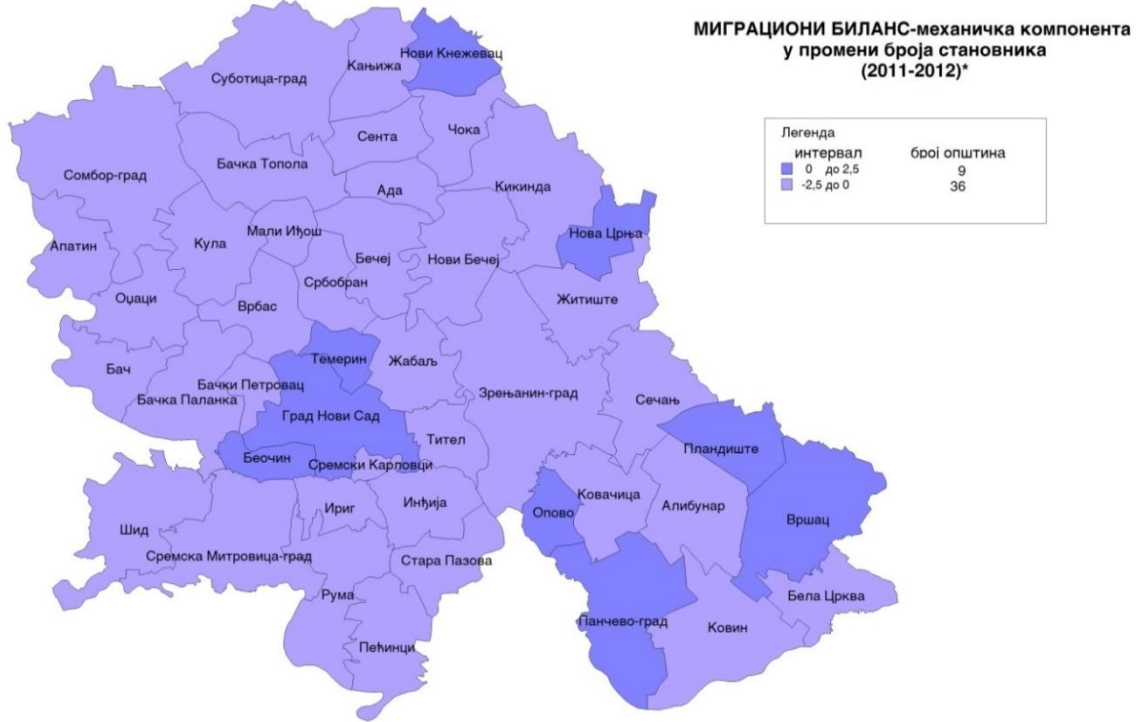 МИГРАЦИОНИ БИЛАНС-механичка компонента
у промени броја становника
(2011-2012)*
Легенда
интервал број општина
0 до 2,5 9
-2,5 до 0 36
Нови Кнежевац
Кањижа
Суботица-град
Чока
Сента
Бачка Топола
Сомбор-град
Ада
Кикинда
Мали Иђош
Нова Црња
Апатин
Кула
Бечеј
Нови Бечеј
Србобран
Оџаци
Врбас
Житиште
Темерин
Жабаљ
Бач
Бачки Петровац
Зрењанин-град
Бачка Паланка
Сечањ
Град Нови Сад
Тител
Пландиште
Беочин
Сремски Карловци
Ковачица
Инђија
Ириг
Алибунар
Опово
Вршац
Шид
Сремска Митровица-град
Стара Пазова
Рума
Бела Црква
Панчево-град
Ковин
Пећинци